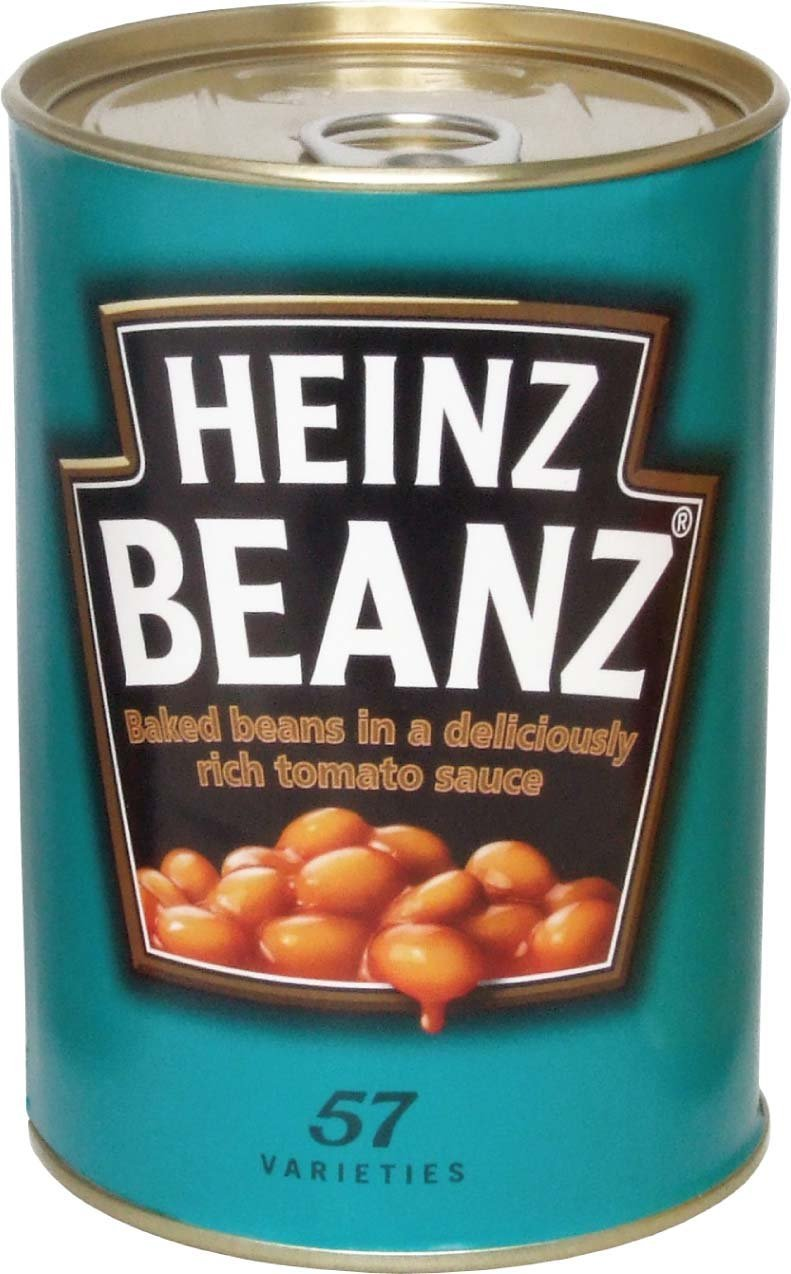 HEINZ
BEANZ®
Baked beans in a deliciously
rich tomato sauce
57
VARIETIES